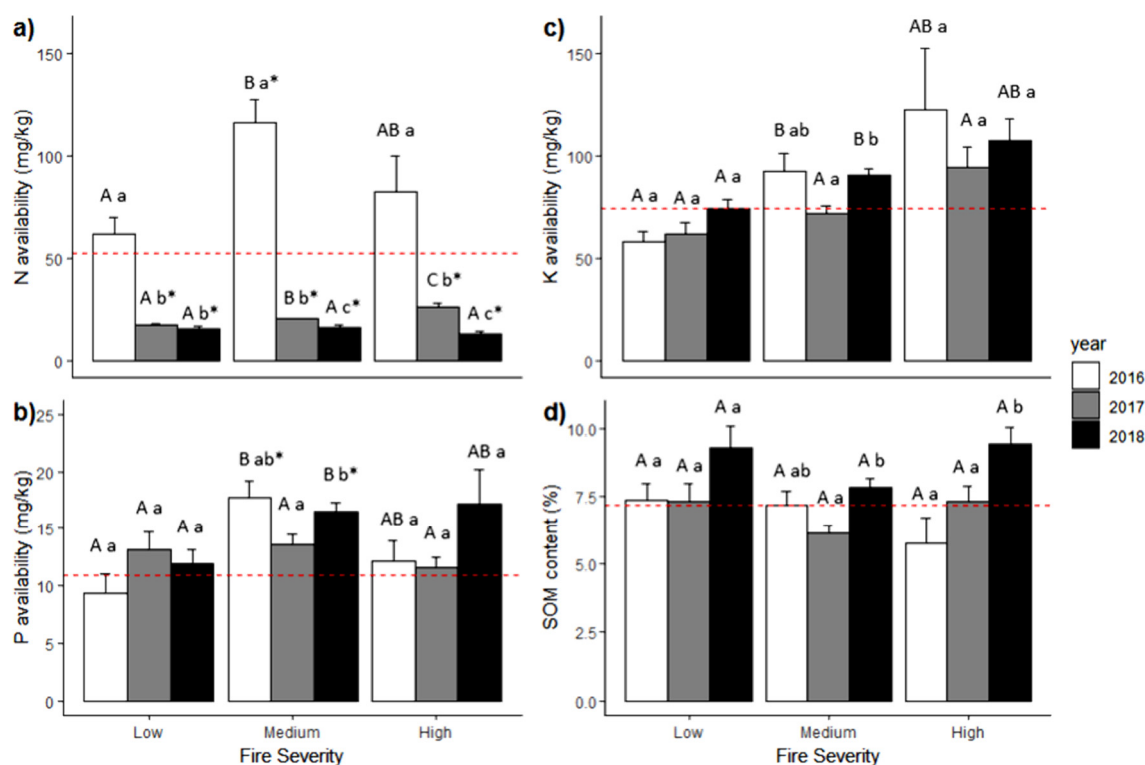 a)
N availability (mg/kg)
150
100
50
0
A a
A b*
A b*
B a*
B b*
A c*
AB a
C b*
A c*
c)
K availability (mg/kg)
150
100
50
0
A a
A a
A a
B ab
A a
B b
AB a
A a
AB a
b)
P availability (mg/kg)
25
20
15
10
5
0
A a
A a
A a
B ab*
A a
B b*
AB a
A a
AB a
Low
Medium
High
Fire Severity
d)
SOM content (%)
10.0
7.5
5.0
2.5
0.0
A a
A a
A a
A ab
A a
A b
A a
A a
A b
Low
Medium
High
Fire Severity
year
2016
2017
2018